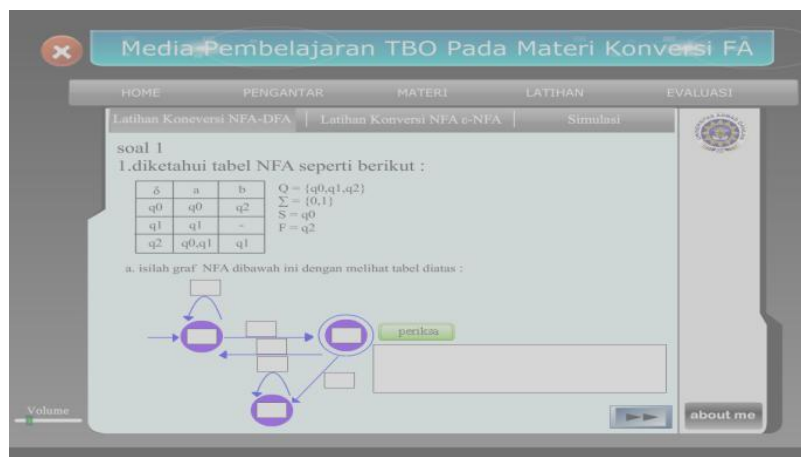 Media Pembelajaran TBO Pada Materi Konversi FA
HOME PENGANTAR MATERI LATIHAN EVALUASI
Latihan Koneversi NFA-DFA Latihan Konversi NFA ε-NFA Simulasi
soal 1
1.diketahui tabel NFA seperti berikut :
δ a b
q0 q0 q2
q1 q1 -
q2 q0,q1 q1
Q = {q0,q1,q2}
Σ = {0,1}
S = q0
F = q2
a. isilah graf NFA dibawah ini dengan melihat tabel diatas :
periksa
Volume
about me